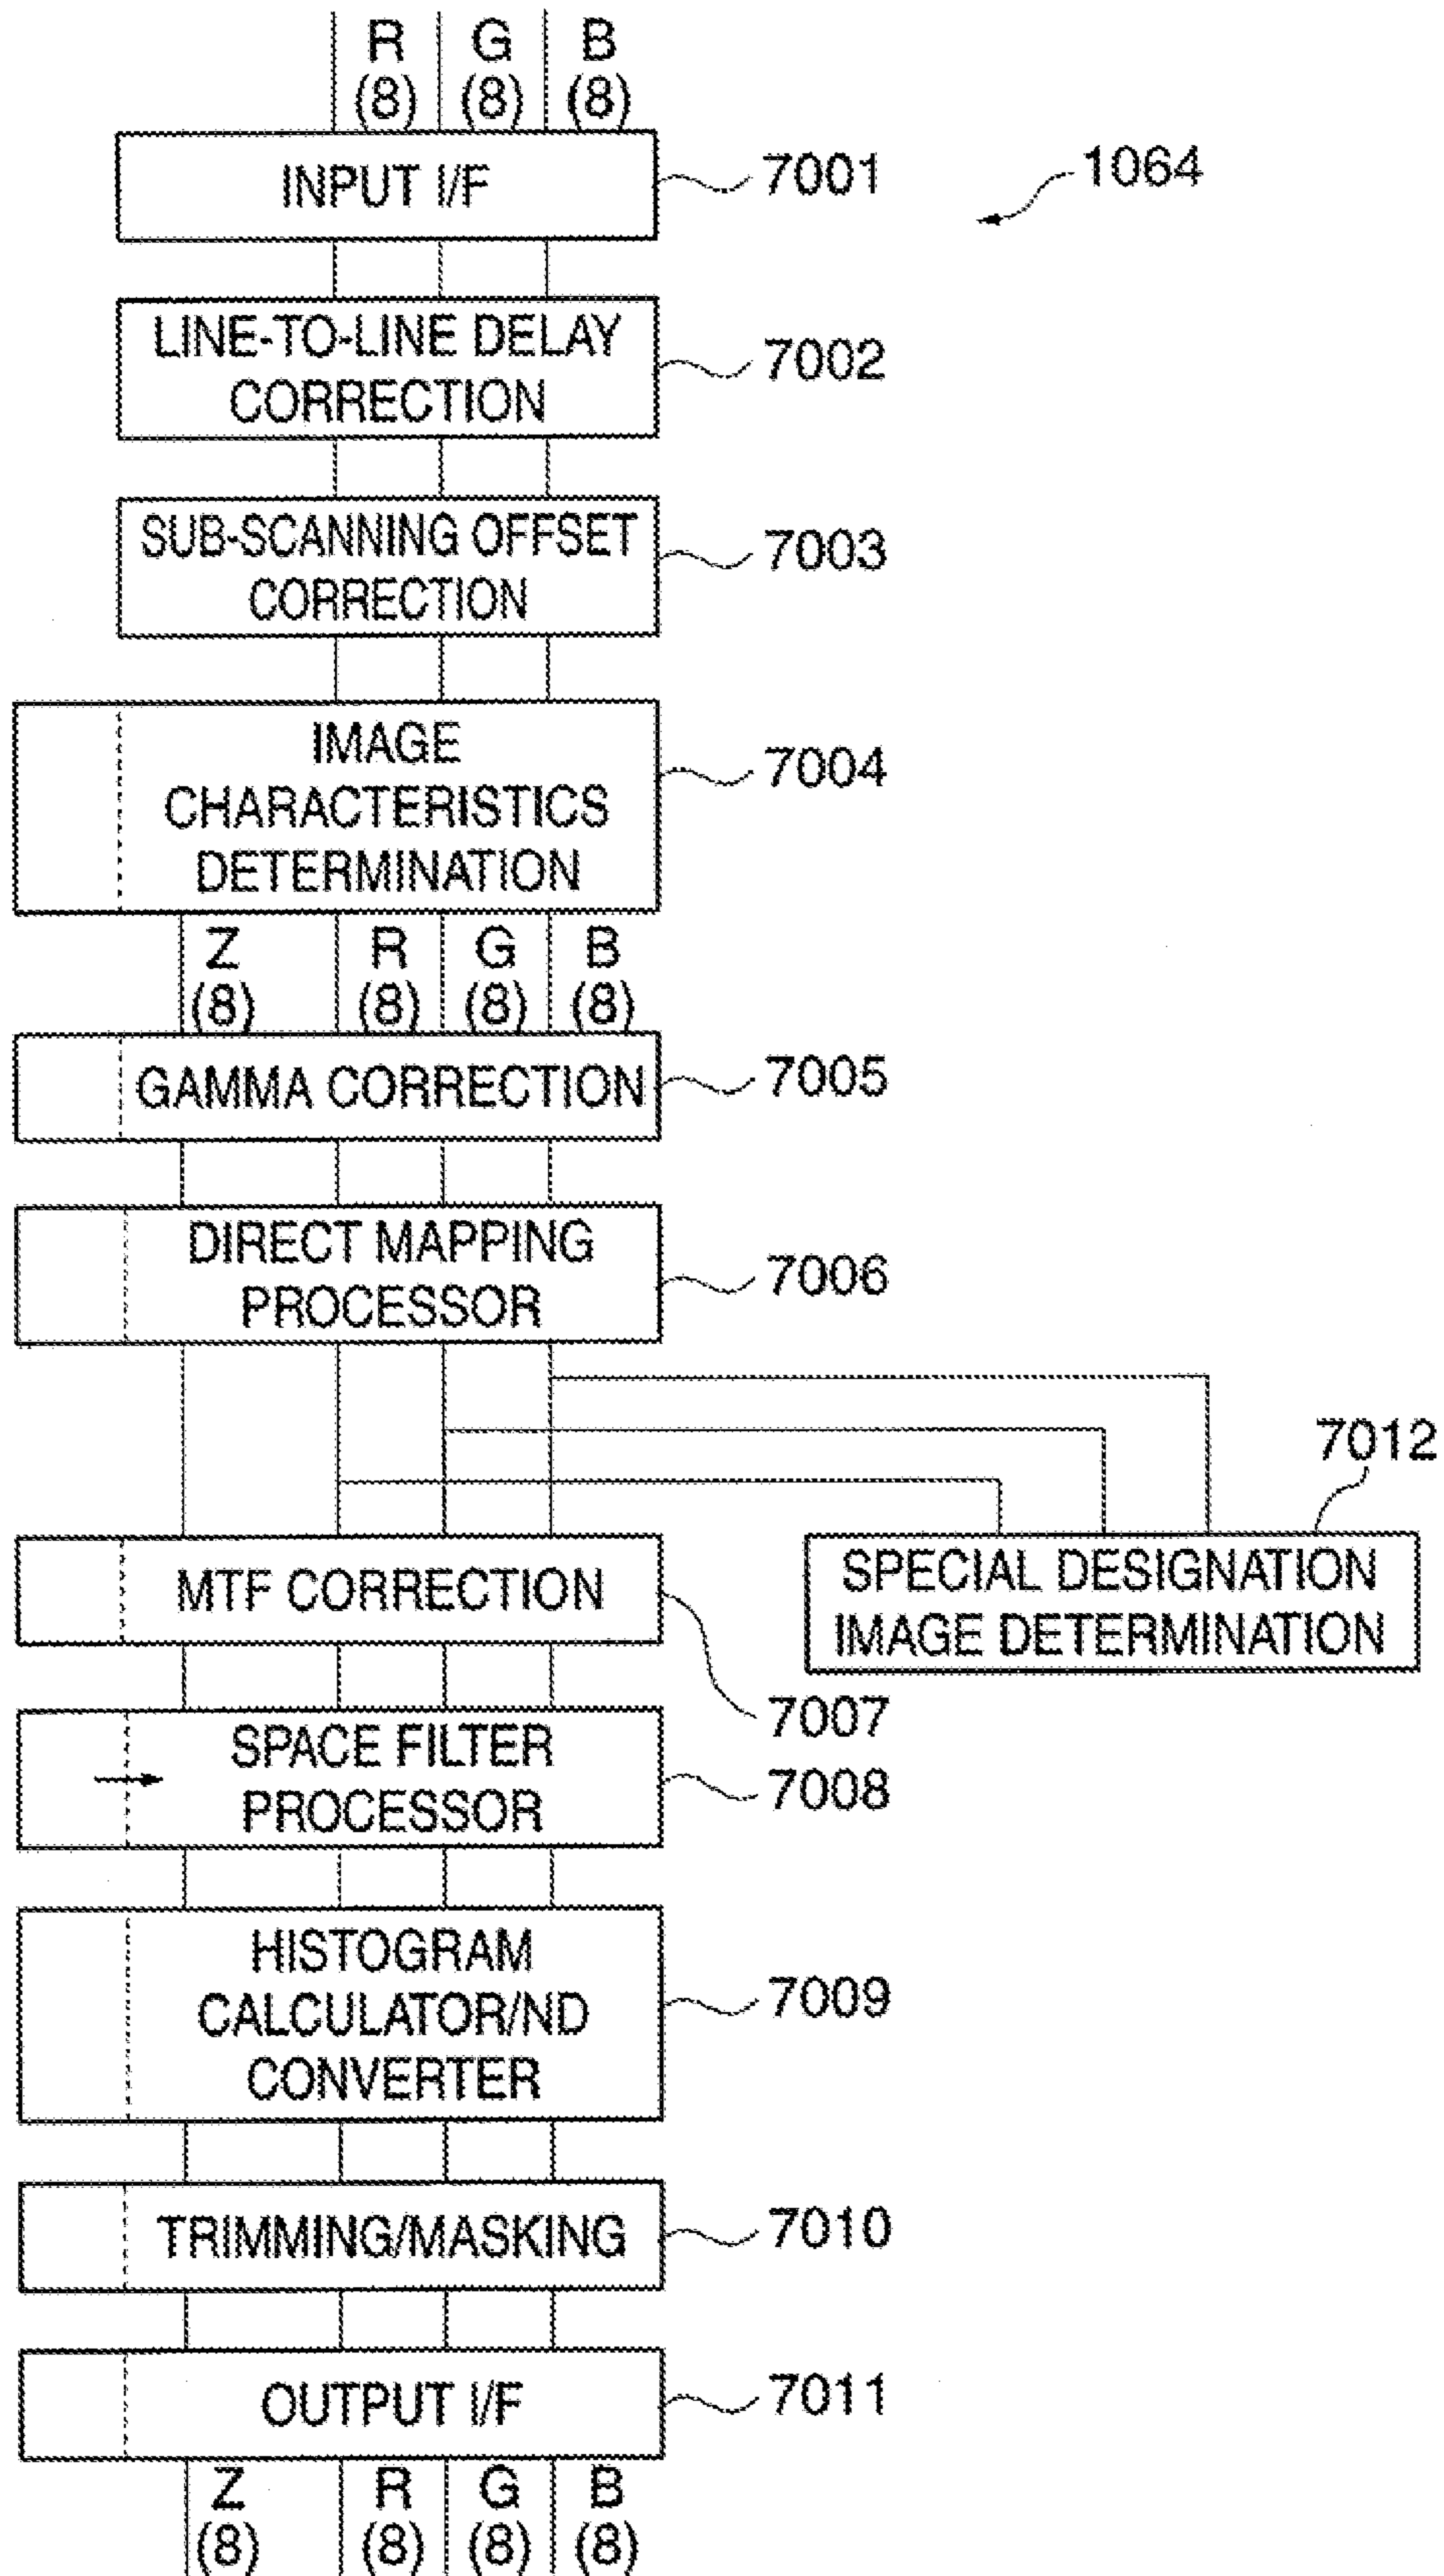 R G B
(8) (8) (8)
INPUT I/F 7001
1064
LINE-TO-LINE DELAY
CORRECTION
7002
SUB-SCANNING OFFSET
CORRECTION
7003
IMAGE
CHARACTERISTICS
DETERMINATION
7004
Z R G B
(8) (8) (8) (8)
GAMMA CORRECTION 7005
DIRECT MAPPING
PROCESSOR
7006
7012
MTF CORRECTION
SPECIAL DESIGNATION
IMAGE DETERMINATION
7007
SPACE FILTER
PROCESSOR
7008
HISTOGRAM
CALCULATOR/ND
CONVERTER
7009
TRIMMING/MASKING 7010
OUTPUT I/F 7011
Z R G B
(8) (8) (8) (8)